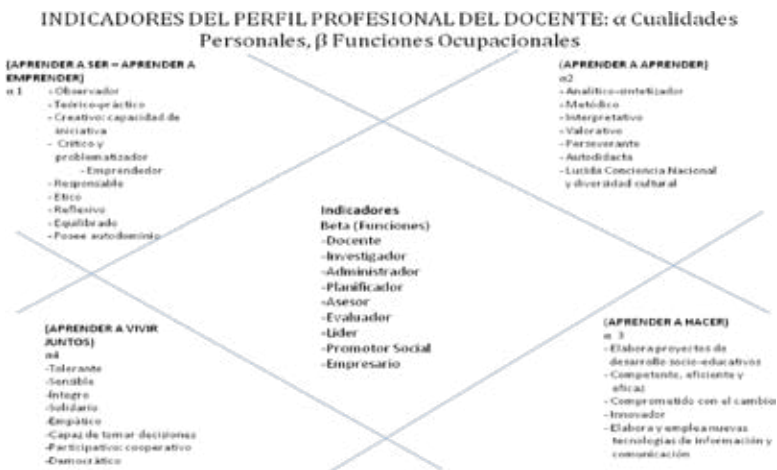 INDICADORES DEL PERFIL PROFESIONAL DEL DOCENTE: α Cualidades
Personales, β Funciones Ocupacionales
(APRENDER A SER – APRENDER A
EMPRENDER)
α 1 - Observador
- Teórico-práctico
- Creativo: capacidad de
iniciativa
- Crítico y
problematizador
- Emprendedor
- Responsable
- Ético
- Reflexivo
- Equilibrado
- Posee autodominio
(APRENDER A APRENDER)
α2
- Analítico-sintetizador
- Metódico
- Interpretativo
- Valorativo
- Perseverante
- Autodidacta
- Lucida Conciencia Nacional
y diversidad cultural
Indicadores
Beta (Funciones)
-Docente
-Investigador
-Administrador
-Planificador
-Asesor
-Evaluador
-Líder
-Promotor Social
-Empresario
(APRENDER A VIVIR
JUNTOS)
α4
-Tolerante
-Sensible
-Íntegro
-Solidario
-Empático
-Capaz de tomar decisiones
-Participativo: cooperativo
-Democrático
(APRENDER A HACER)
α 3
- Elabora proyectos de
desarrollo socio-educativos
- Competente, eficiente y
eficaz
- Comprometido con el cambio
- Innovador
- Elabora y emplea nuevas
tecnologías de información y
comunicación